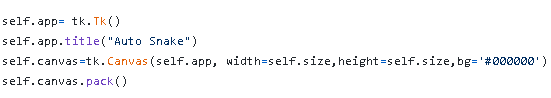 self.app= tk.Tk()
self.app.title("Auto Snake")
self.canvas=tk.Canvas(self.app, width=self.size,height=self.size,bg='#000000')
self.canvas.pack()